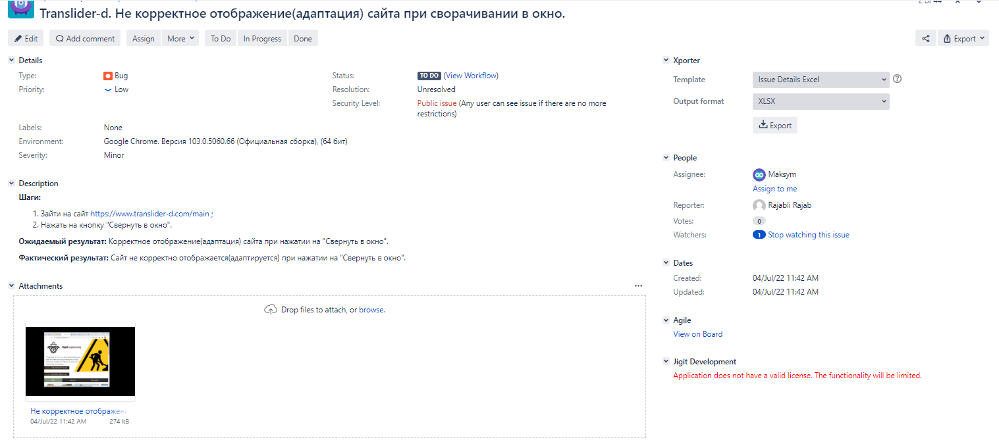 2 of 44
Translider-d. Не корректное отображение(адаптация) сайта при сворачивании в окно.
Edit
Add comment
Assign
More
To Do
In Progress
Done
Export
Details
Type:
Bug
Status:
TO DO (View Workflow)
Priority:
Low
Resolution:
Unresolved
Security Level:
Public issue (Any user can see issue if there are no more
restrictions)
Labels:
None
Environment:
Google Chrome. Версия 103.0.5060.66 (Официальная сборка), (64 бит)
Severity:
Minor
Description
Шаги:
1. Зайти на сайт https://www.translider-d.com/main ;
2. Нажать на кнопку "Свернуть в окно".
Ожидаемый результат: Корректное отображение(адаптация) сайта при нажатии на "Свернуть в окно".
Фактический результат: Сайт не корректно отображается(адаптируется) при нажатии на "Свернуть в окно".
Attachments
Drop files to attach, or browse.
Не корректное отображен
04/Jul/22 11:42 AM
274 kB
Xporter
Template
Issue Details Excel
Output format
XLSX
Export
People
Assignee:
Maksym
Assign to me
Reporter:
Rajabli Rajab
Votes:
0
Watchers:
1 Stop watching this issue
Dates
Created:
04/Jul/22 11:42 AM
Updated:
04/Jul/22 11:42 AM
Agile
View on Board
Jigit Development
Application does not have a valid license. The functionality will be limited.